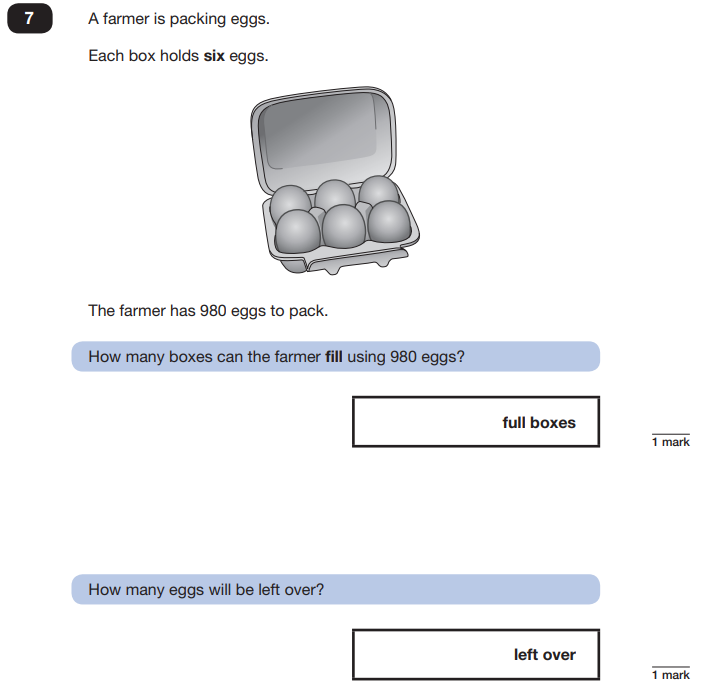 7
A farmer is packing eggs.
Each box holds six eggs.
The farmer has 980 eggs to pack.
How many boxes can the farmer fill using 980 eggs?
full boxes
1 mark
How many eggs will be left over?
left over
1 mark